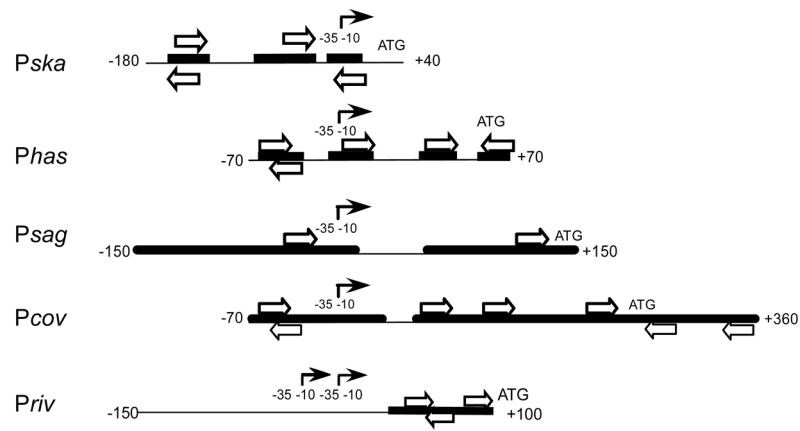 -35 -10 ATG
Pska -180 +40
-35 -10 ATG
Phas -70 +70
-35 -10 ATG
Psag -150 +150
-35 -10 ATG
Pcov -70 +360
-35 -10 -35 -10 ATG
Priv -150 +100